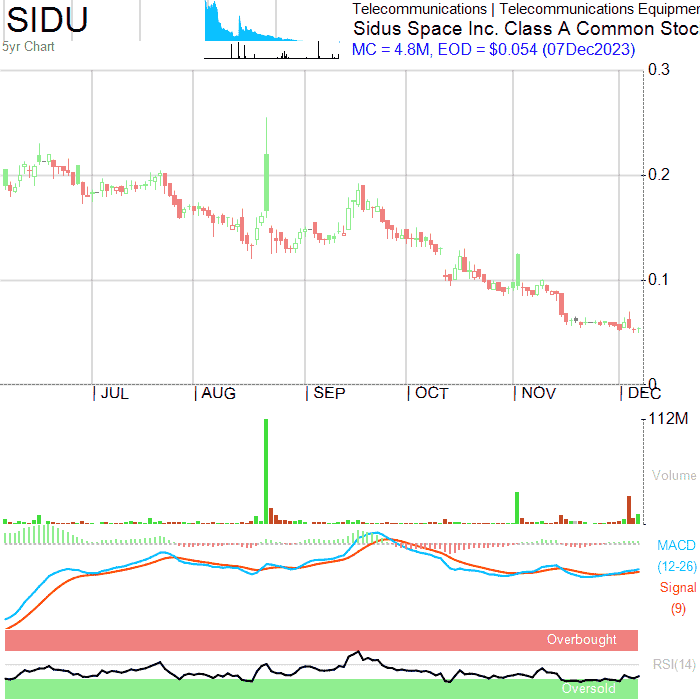 SIDU
5yr Chart
Telecommunications | Telecommunications Equipmen
Sidus Space Inc. Class A Common Stoc
MC = 4.8M, EOD = $0.054 (07Dec2023)
0.3
0.2
0.1
0
JUL
AUG
SEP
OCT
NOV
DEC
112M
Volume
MACD
(12-26)
Signal
(9)
Overbought
RSI(14)
Oversold